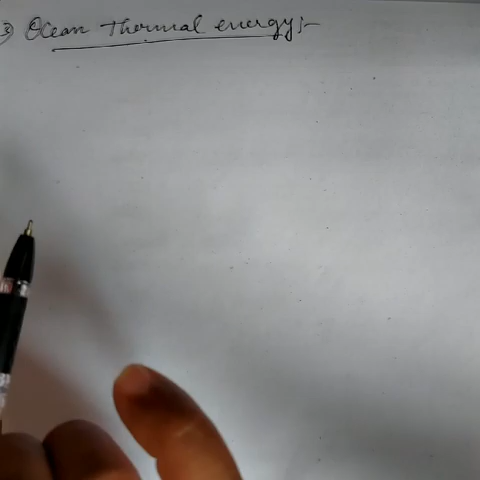 ③ Ocean thermal energy:-